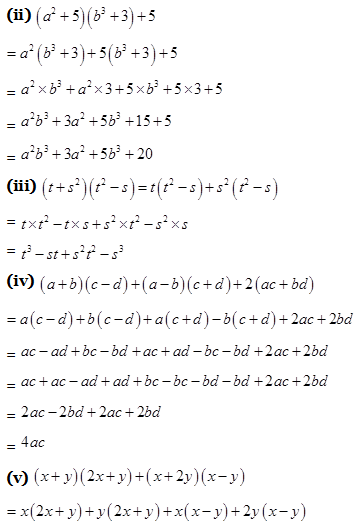 (ii) (a² + 5)(b³ + 3) + 5
= a²(b³ + 3) + 5(b³ + 3) + 5
= a² × b³ + a² × 3 + 5 × b³ + 5 × 3 + 5
= a²b³ + 3a² + 5b³ + 15 + 5
= a²b³ + 3a² + 5b³ + 20
(iii) (t + s²)(t² − s) = t(t² − s) + s²(t² − s)
= t × t² − t × s + s² × t² − s² × s
= t³ − st + s²t² − s³
(iv) (a + b)(c − d) + (a − b)(c + d) + 2(ac + bd)
= a(c − d) + b(c − d) + a(c + d) − b(c + d) + 2ac + 2bd
= ac − ad + bc − bd + ac + ad − bc − bd + 2ac + 2bd
= ac + ac − ad + ad + bc − bc − bd − bd + 2ac + 2bd
= 2ac − 2bd + 2ac + 2bd
= 4ac
(v) (x + y)(2x + y) + (x + 2y)(x − y)
= x(2x + y) + y(2x + y) + x(x − y) + 2y(x − y)